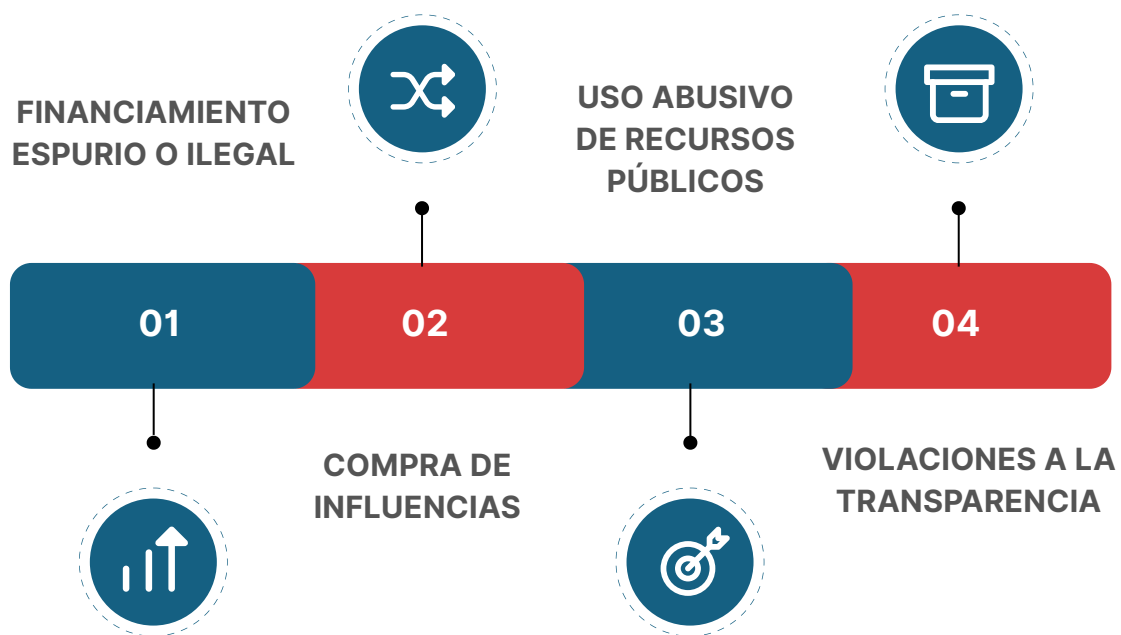 FINANCIAMIENTO
ESPURIO O ILEGAL
USO ABUSIVO
DE RECURSOS
PÚBLICOS
01
02
03
04
COMPRA DE
INFLUENCIAS
VIOLACIONES A LA
TRANSPARENCIA